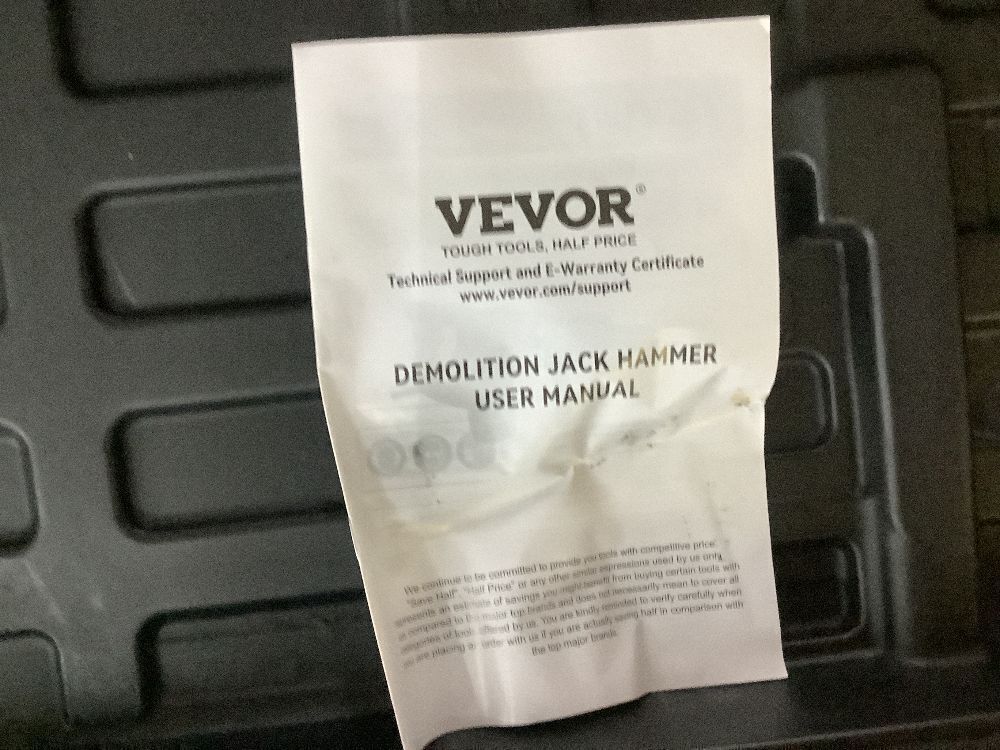 VEVOR®
TOUGH TOOLS, HALF PRICE
Technical Support and E-Warranty Certificate
www.vevor.com/support
DEMOLITION JACK HAMMER
USER MANUAL
We continue to be committed to provide you tools with competitive price.
"Save Half", "Half Price" or any other similar expressions used by us only
represents an estimate of savings you might benefit from buying certain tools with
us compared to the major top brands and does not necessarily mean to cover all
categories of tools offered by us. You are kindly reminded to verify carefully when
you are placing an order with us if you are actually saving half in comparison with
the top major brands.